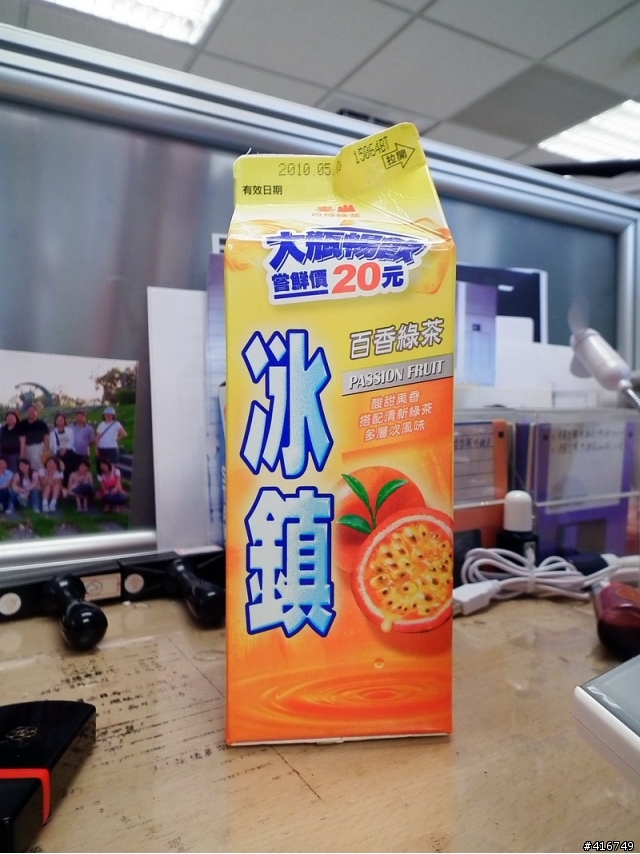 2010.05.
15064BT
拉開
有效日期
大瓶暢飲
嘗鮮價20元
百香綠茶
PASSION FRUIT
酸甜果香
搭配清新綠茶
多層次風味
冰鎮
#416749